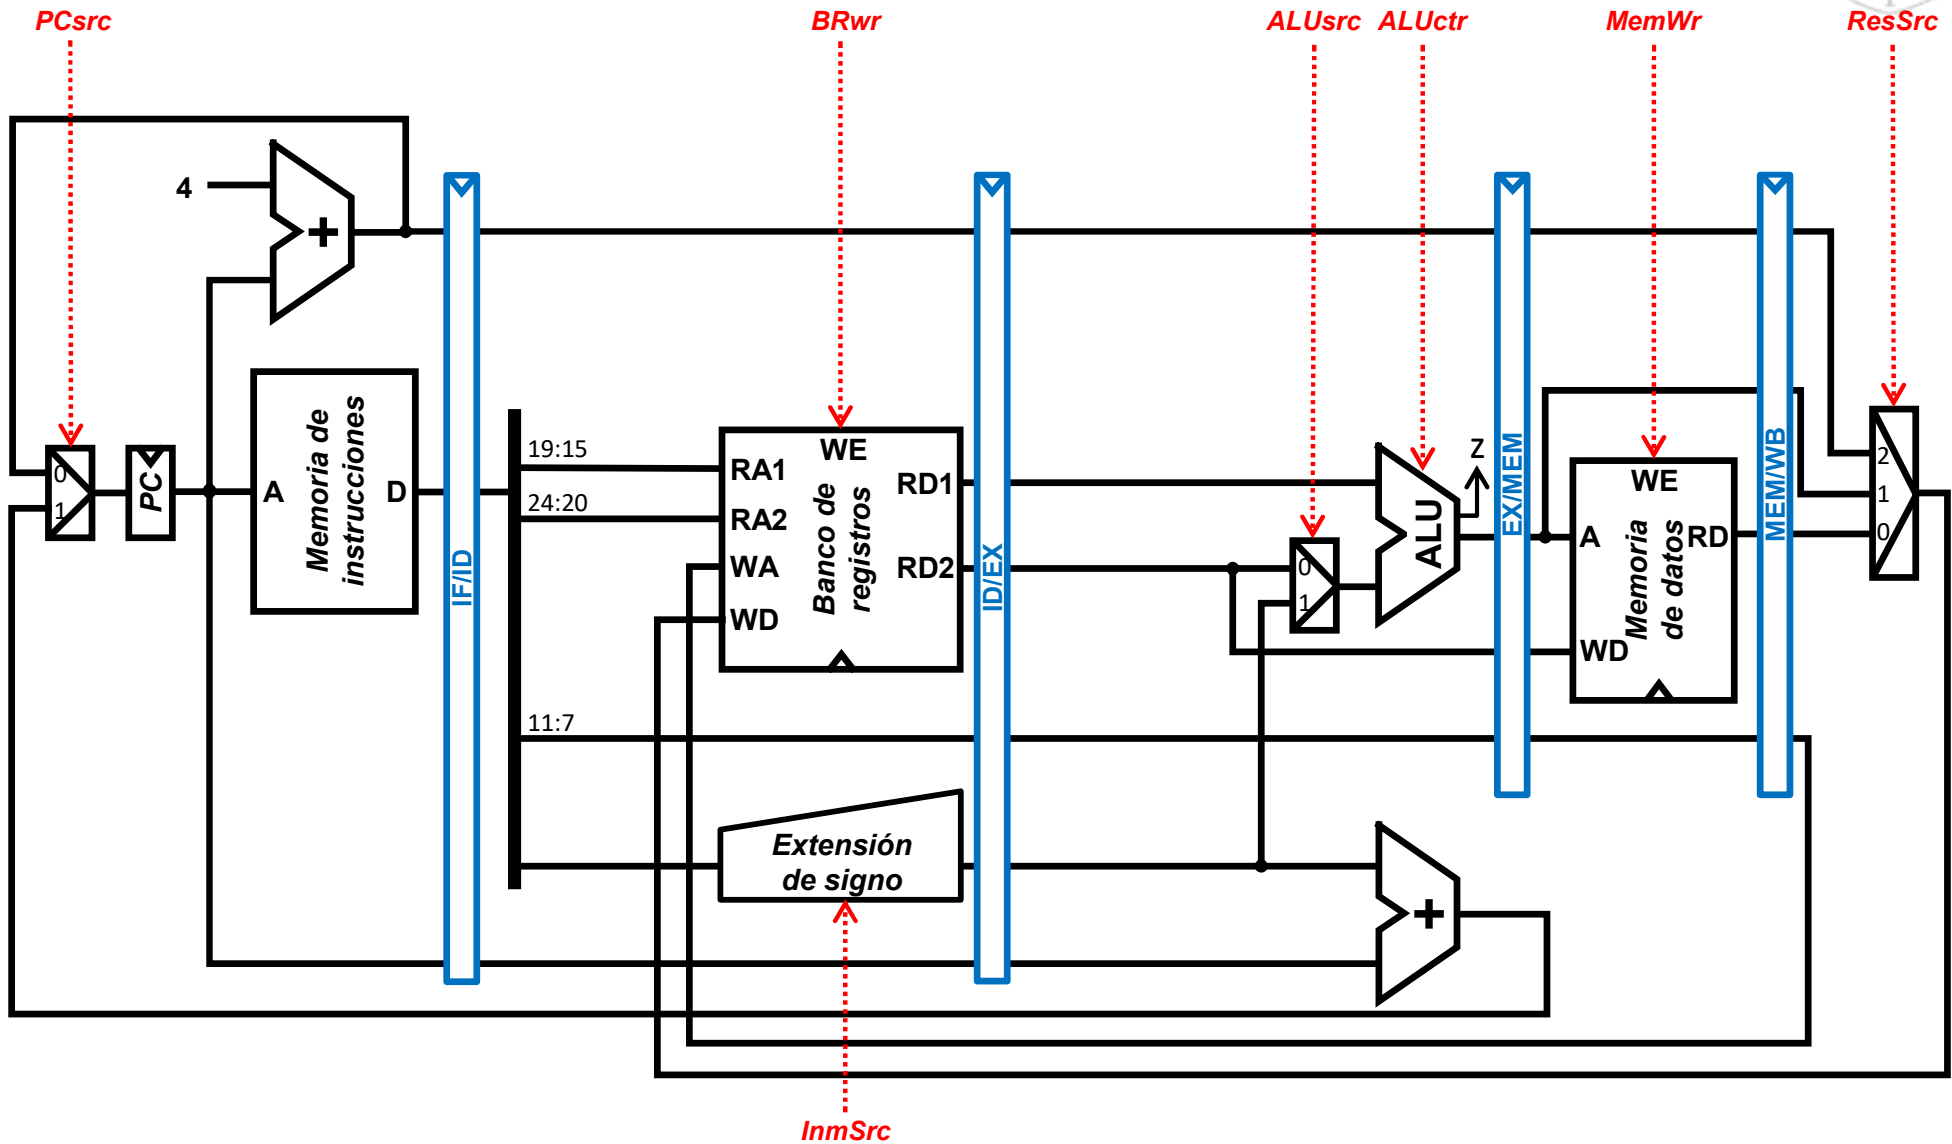 PCsrc
BRwr
ALUsrc
ALUctr
MemWr
ResSrc
4
+
Memoria de
instrucciones
A
D
PC
0
1
IF/ID
19:15
24:20
11:7
WE
RA1
RA2
WA
WD
RD1
RD2
Banco de
registros
ID/EX
0
1
ALU
Z
EX/MEM
WE
A
RD
WD
Memoria
de datos
MEM/WB
2
1
0
Extensión
de signo
+
InmSrc